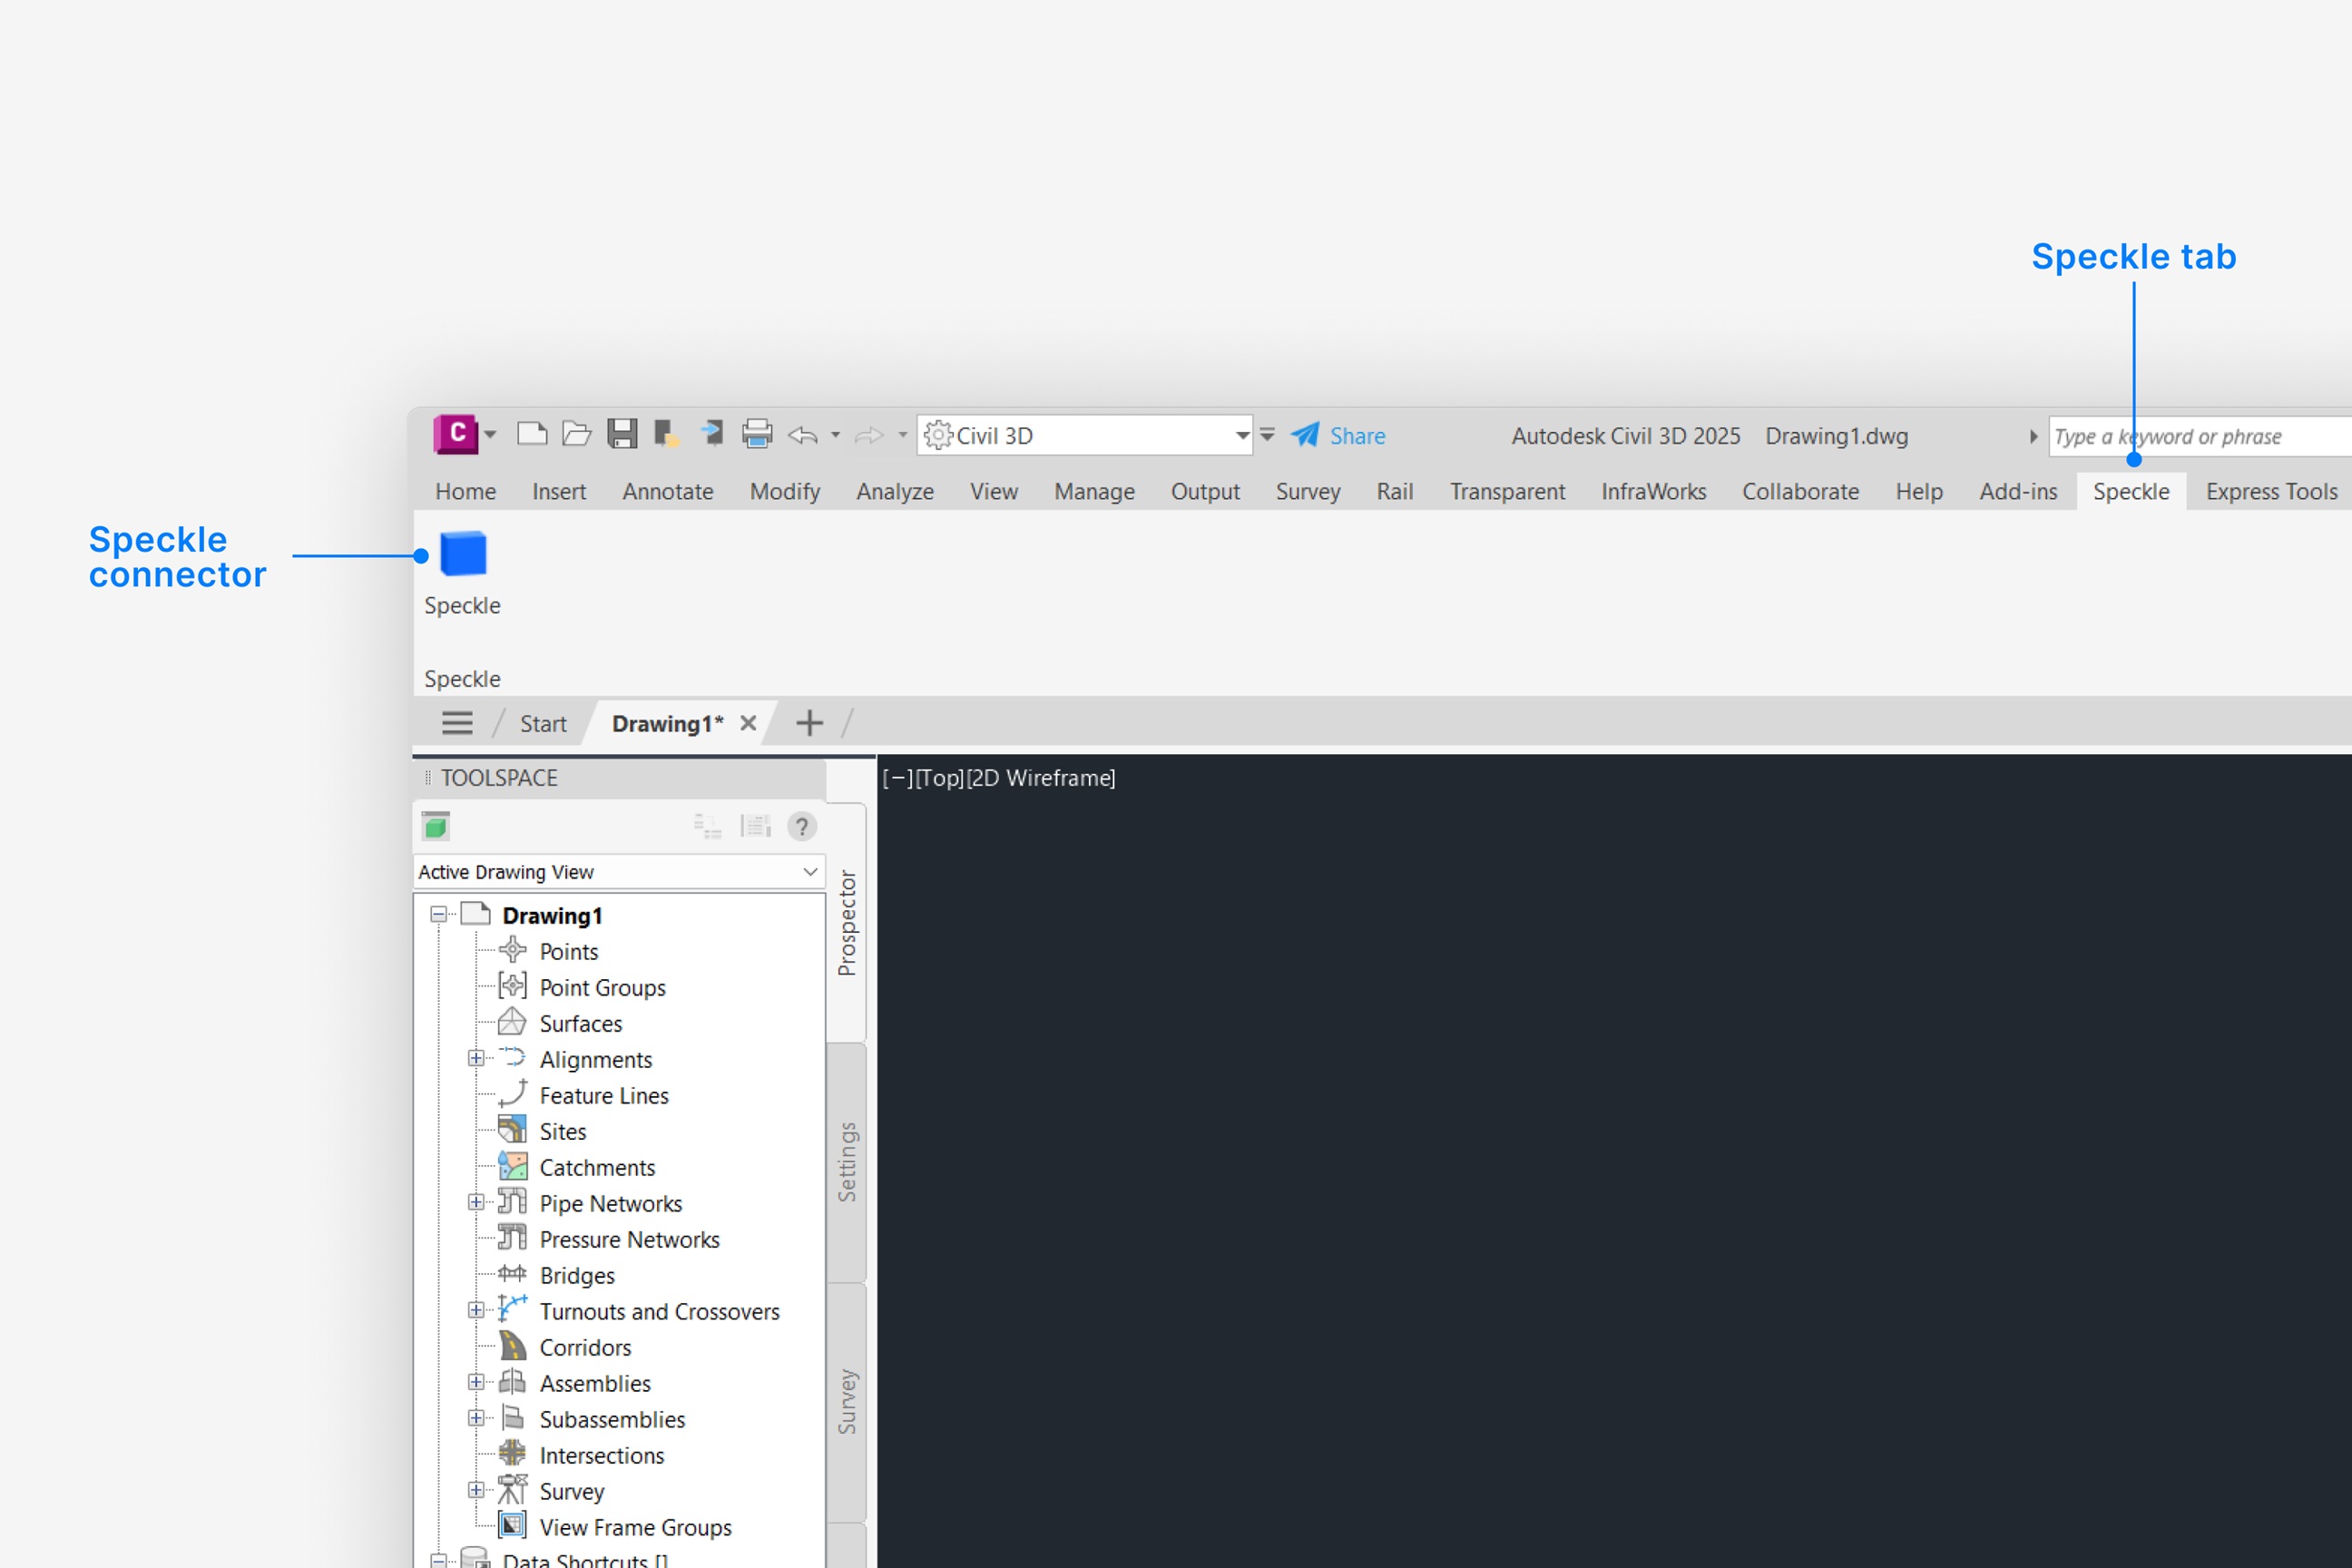 Speckle tab
C
Civil 3D
Share
Autodesk Civil 3D 2025 Drawing1.dwg
Type a keyword or phrase
Home Insert Annotate Modify Analyze View Manage Output Survey Rail Transparent InfraWorks Collaborate Help Add-ins Speckle Express Tools
Speckle
connector
Speckle
Speckle
Start Drawing1*
TOOLSPACE
[−][Top][2D Wireframe]
?
Active Drawing View
Prospector
Settings
Survey
Drawing1
Points
Point Groups
Surfaces
Alignments
Feature Lines
Sites
Catchments
Pipe Networks
Pressure Networks
Bridges
Turnouts and Crossovers
Corridors
Assemblies
Subassemblies
Intersections
Survey
View Frame Groups
Data Shortcuts []